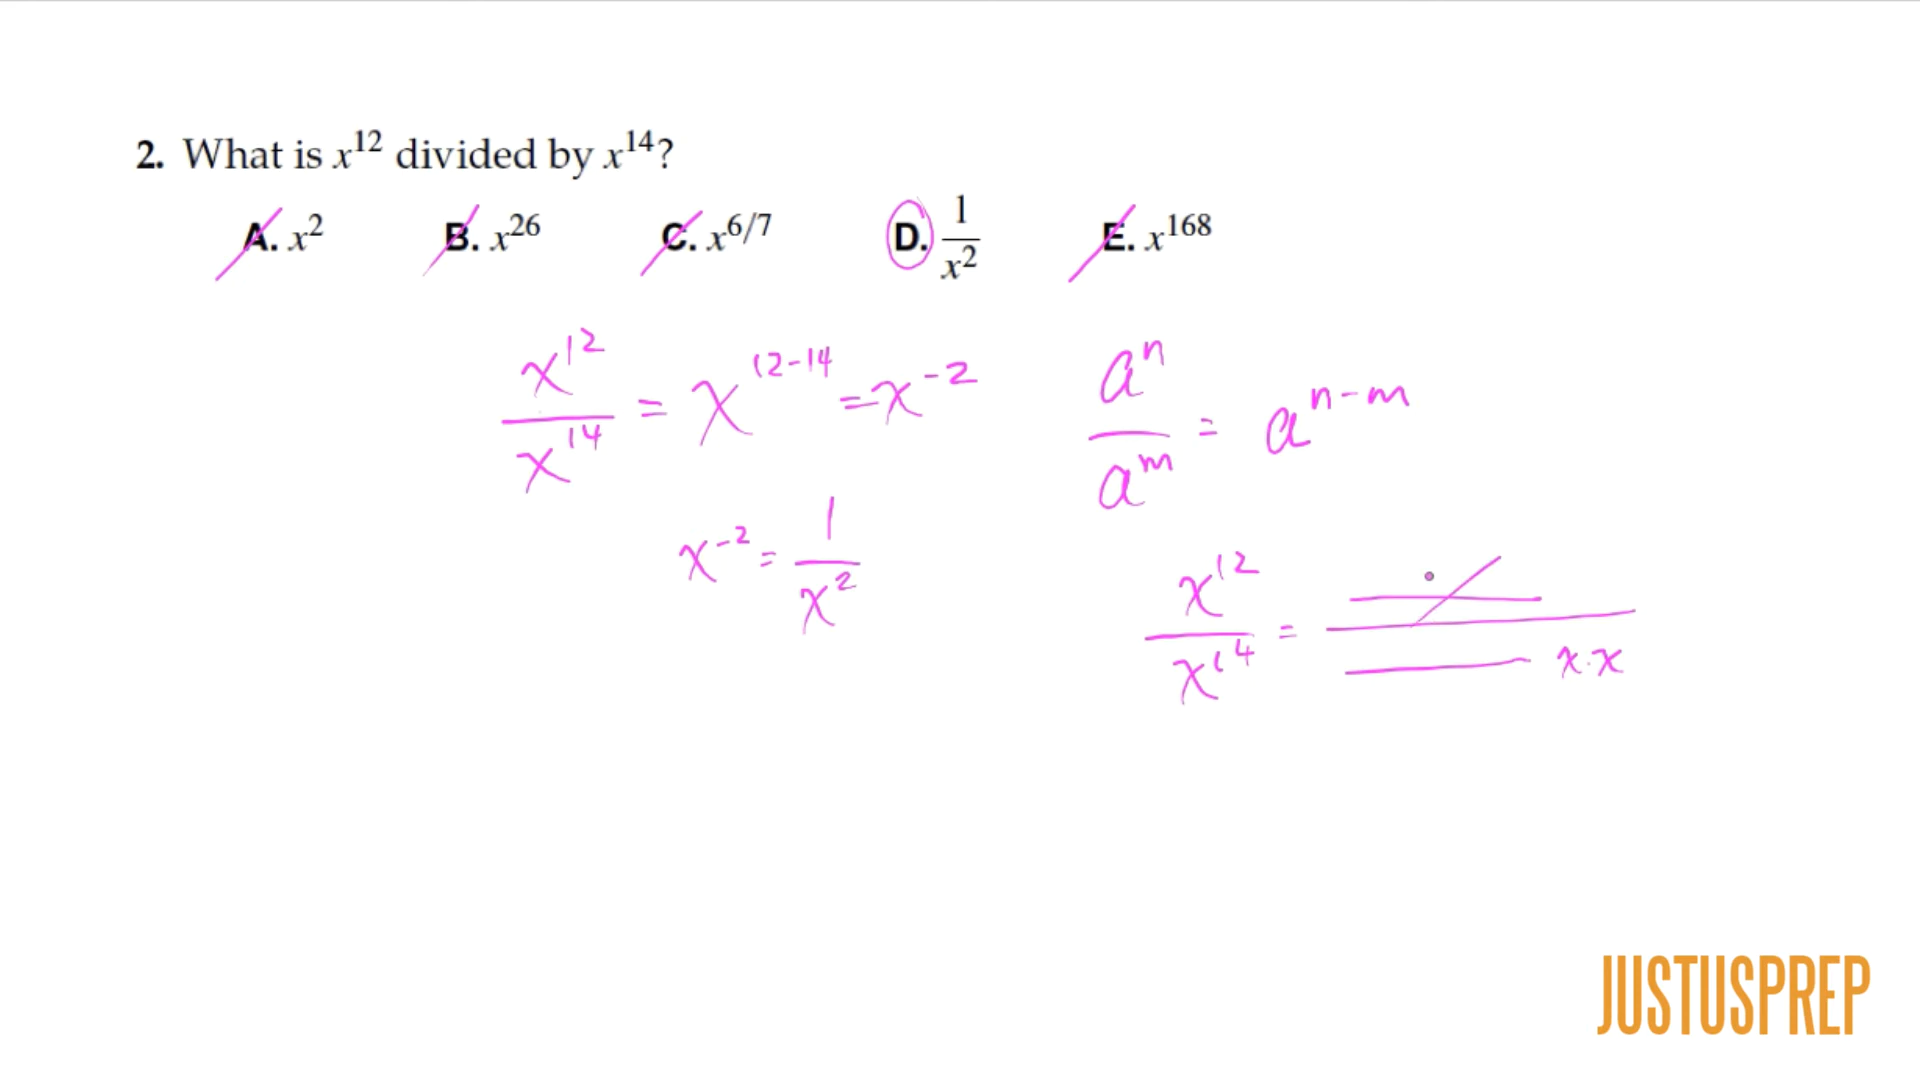 2. What is x^12 divided by x^14?
A. x^2 B. x^26 C. x^6/7 D. 1/x^2 E. x^168
x^12/x^14 = x^12-14 = x^-2
a^n/a^m = a^n-m
x^-2 = 1/x^2
x^12/x^14 = x·x
JUSTUSPREP